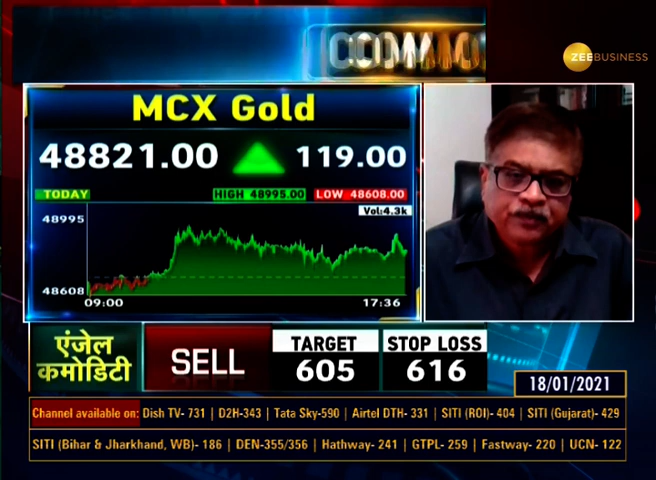 COMMO
ZEEBUSINESS
MCX Gold
48821.00 119.00
TODAY HIGH 48995.00 LOW 48608.00
Vol:4.3k
48995
48608
09:00 17:36
एंजेल
कमोडिटी
SELL
TARGET
605
STOP LOSS
616
18/01/2021
Channel available on: Dish TV- 731 | D2H-343 | Tata Sky-590 | Airtel DTH- 331 | SITI (ROI)- 404 | SITI (Gujarat)- 429
SITI (Bihar & Jharkhand, WB)- 186 | DEN-355/356 | Hathway- 241 | GTPL- 259 | Fastway- 220 | UCN- 122